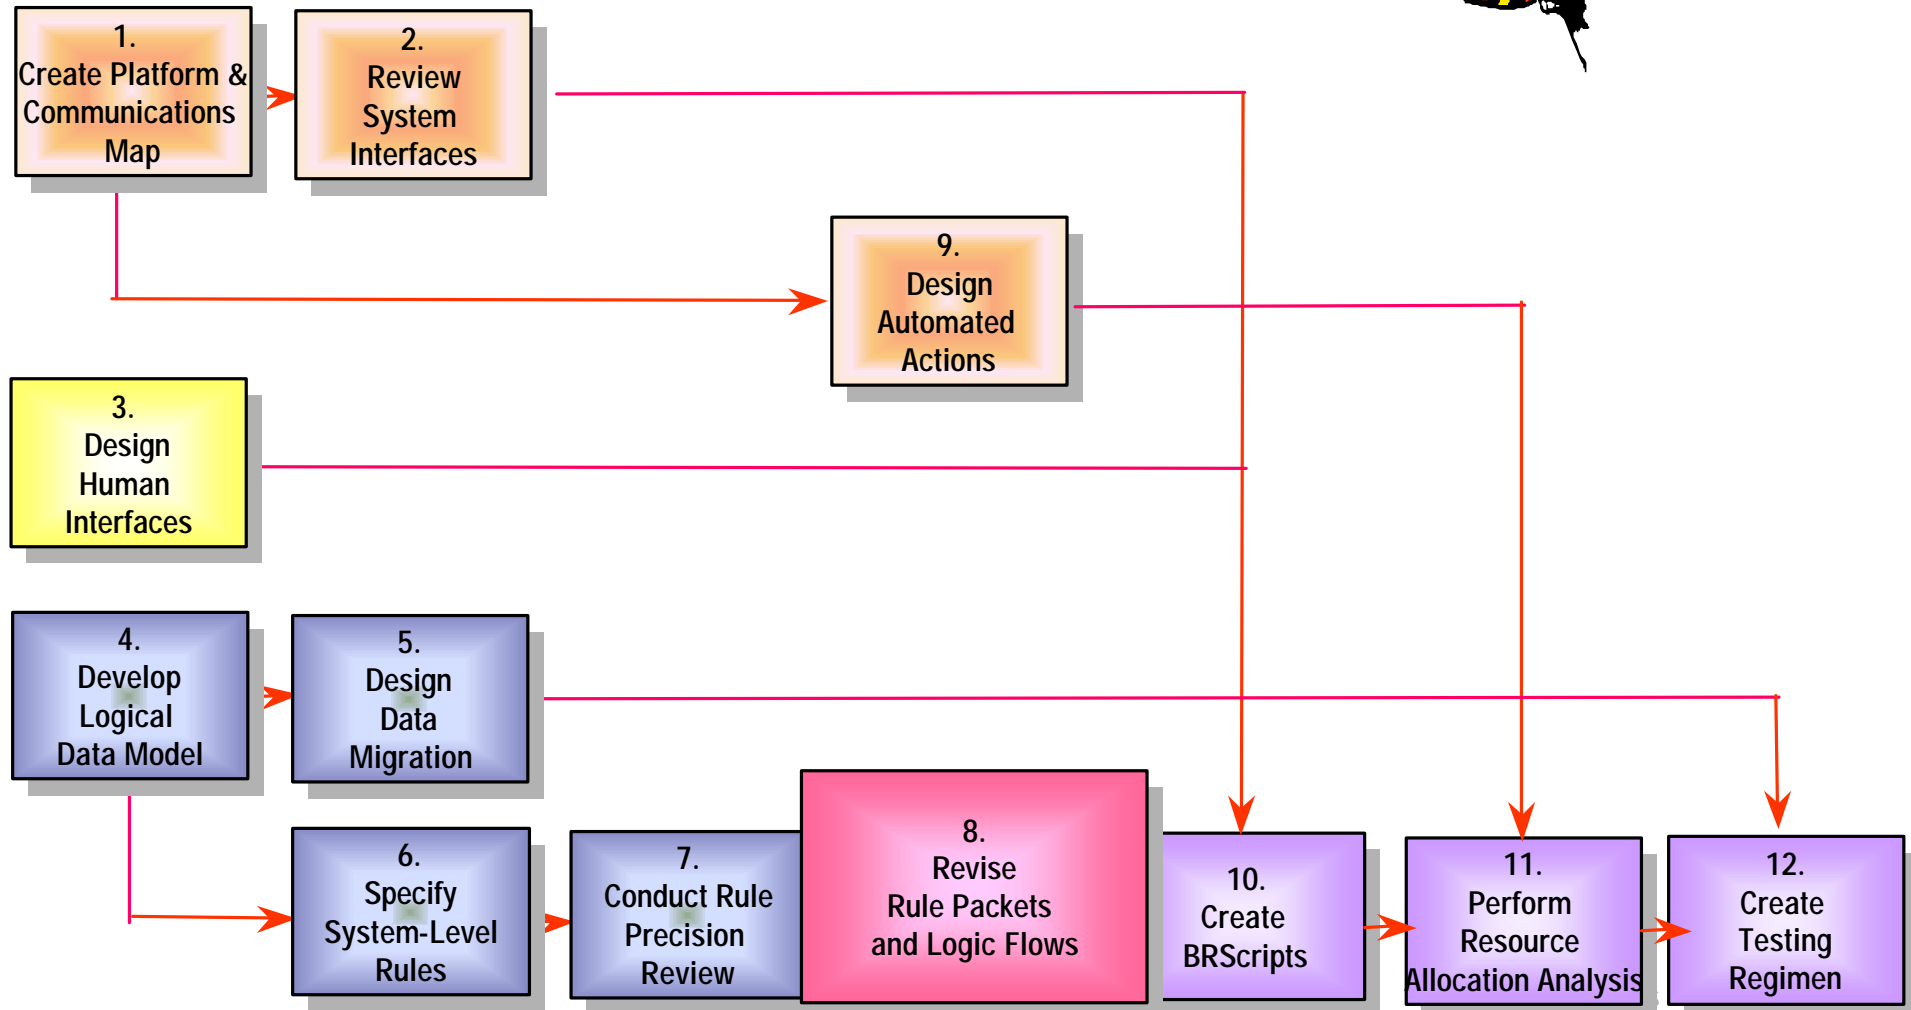 1.
Create Platform &
Communications
Map
2.
Review
System
Interfaces
9.
Design
Automated
Actions
3.
Design
Human
Interfaces
4.
Develop
Logical
Data Model
5.
Design
Data
Migration
6.
Specify
System-Level
Rules
7.
Conduct Rule
Precision
Review
8.
Revise
Rule Packets
and Logic Flows
10.
Create
BRScripts
11.
Perform
Resource
Allocation Analysis
12.
Create
Testing
Regimen